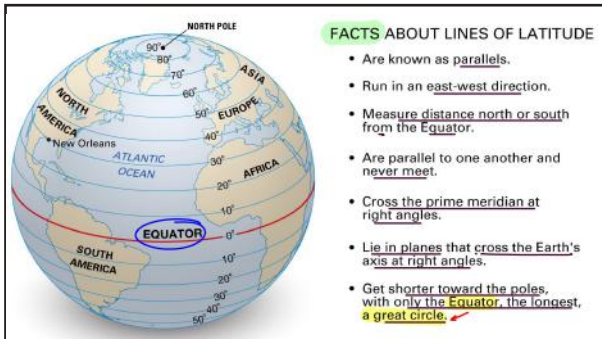 NORTH POLE
90°
80°
70°
60°
50°
40°
30°
20°
10°
0°
10°
20°
30°
40°
50°
ASIA
NORTH
AMERICA
EUROPE
New Orleans
ATLANTIC
OCEAN
AFRICA
EQUATOR
SOUTH
AMERICA
FACTS ABOUT LINES OF LATITUDE
• Are known as parallels.
• Run in an east-west direction.
• Measure distance north or south
from the Equator.
• Are parallel to one another and
never meet.
• Cross the prime meridian at
right angles.
• Lie in planes that cross the Earth's
axis at right angles.
• Get shorter toward the poles,
with only the Equator, the longest,
a great circle.